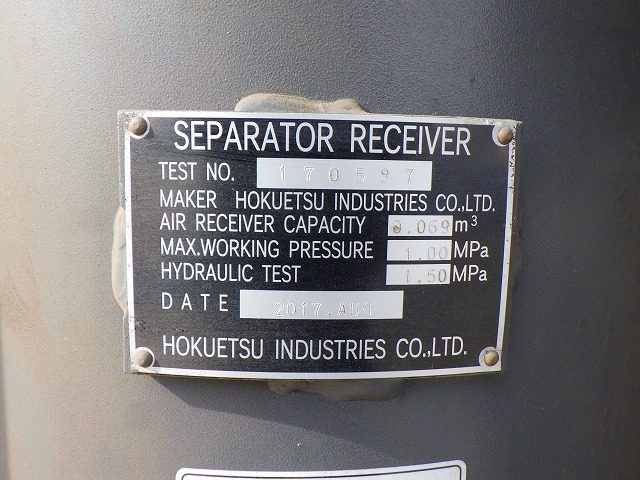 SEPARATOR RECEIVER
TEST NO. 170587
MAKER HOKUETSU INDUSTRIES CO.,LTD.
AIR RECEIVER CAPACITY 0.069 m³
MAX.WORKING PRESSURE 1.00 MPa
HYDRAULIC TEST 1.50 MPa
DATE 2017.AUG
HOKUETSU INDUSTRIES CO.,LTD.